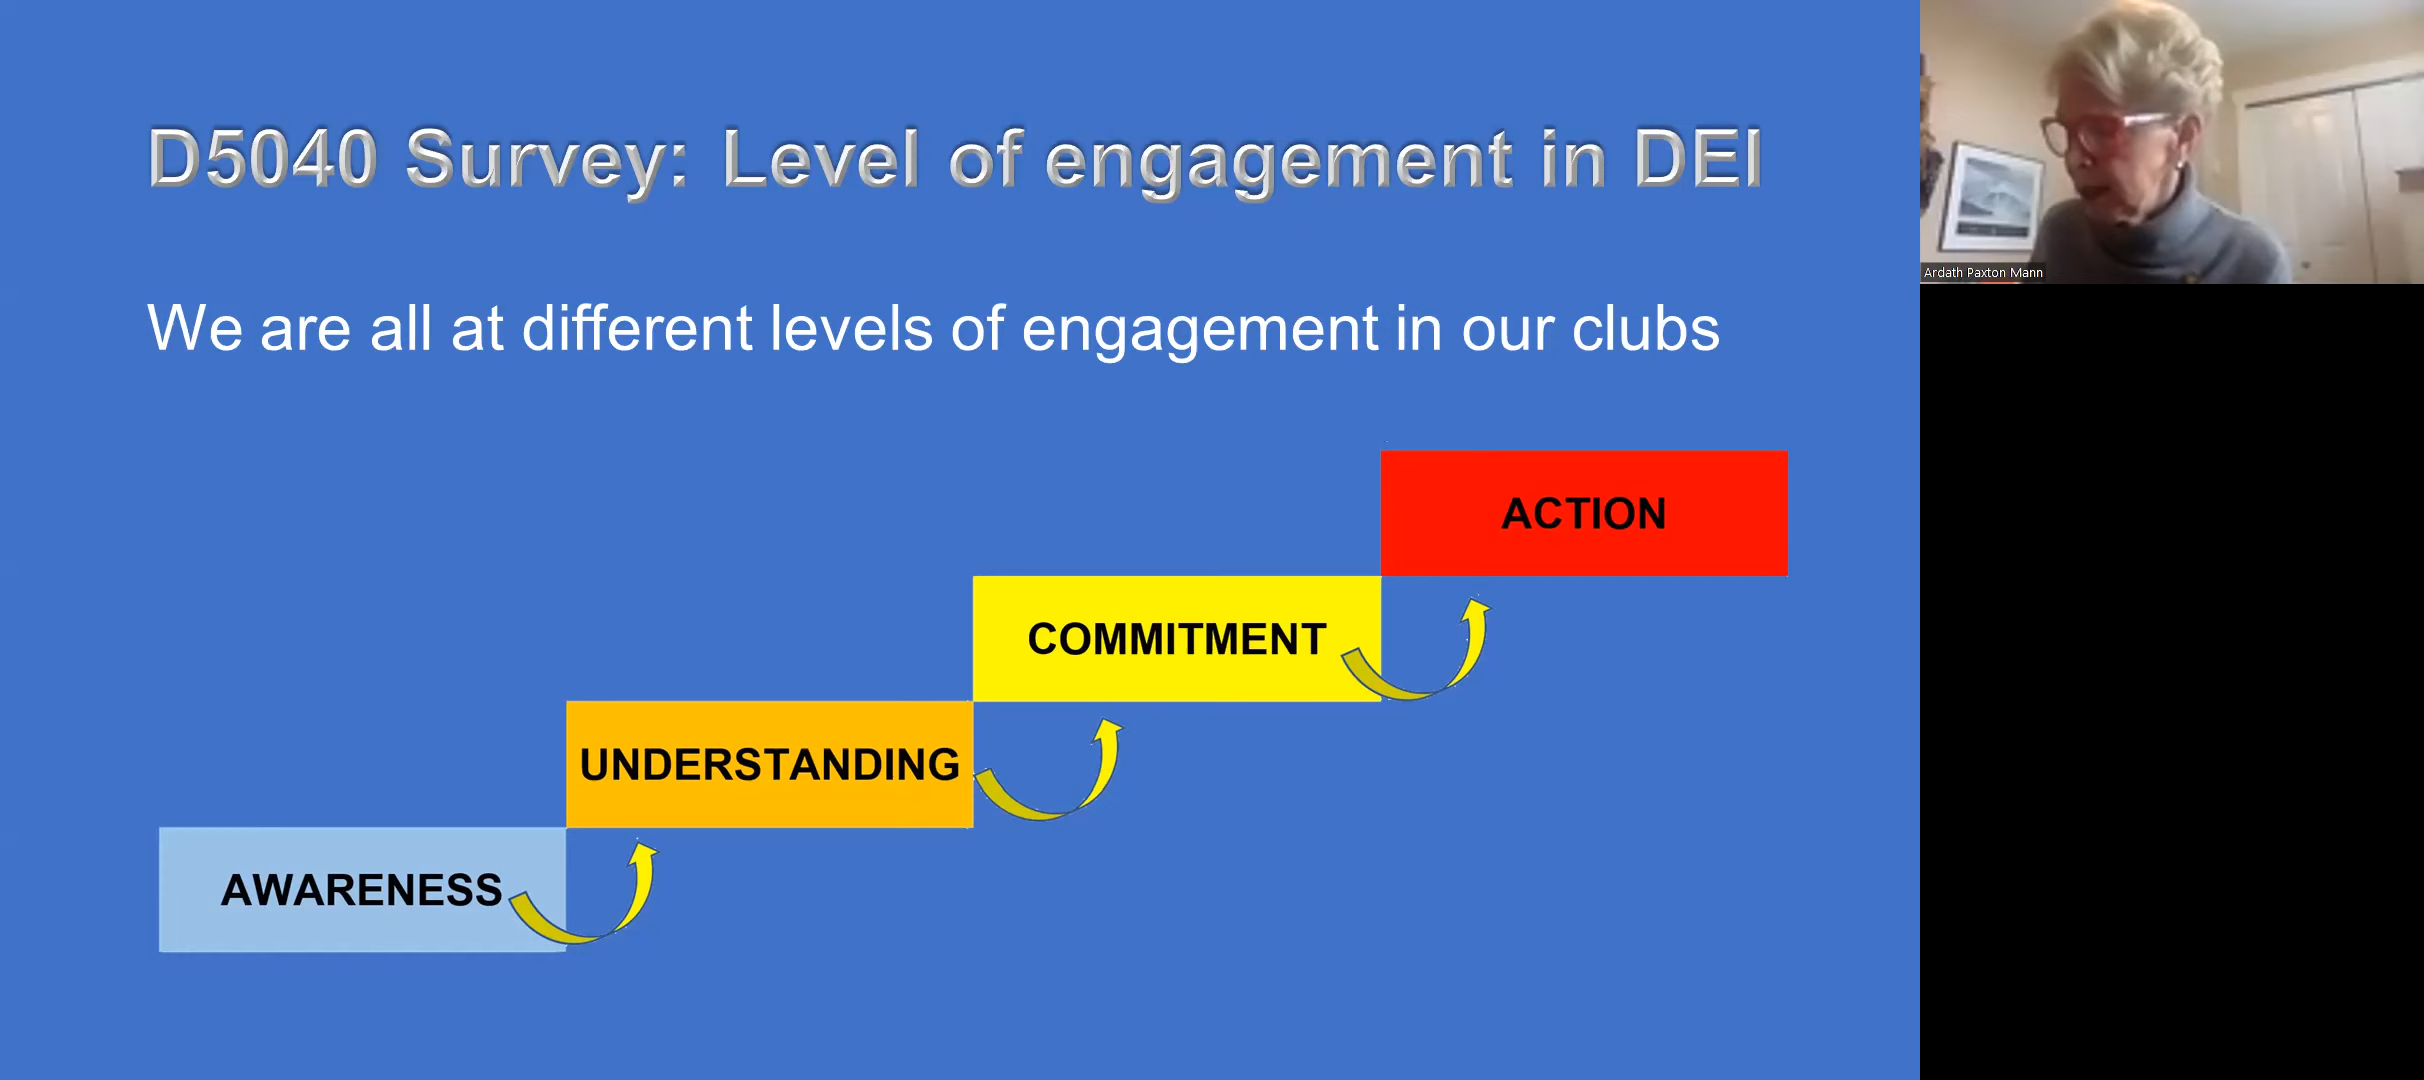 D5040 Survey: Level of engagement in DEI
We are all at different levels of engagement in our clubs
ACTION
COMMITMENT
UNDERSTANDING
AWARENESS
Ardath Paxton Mann